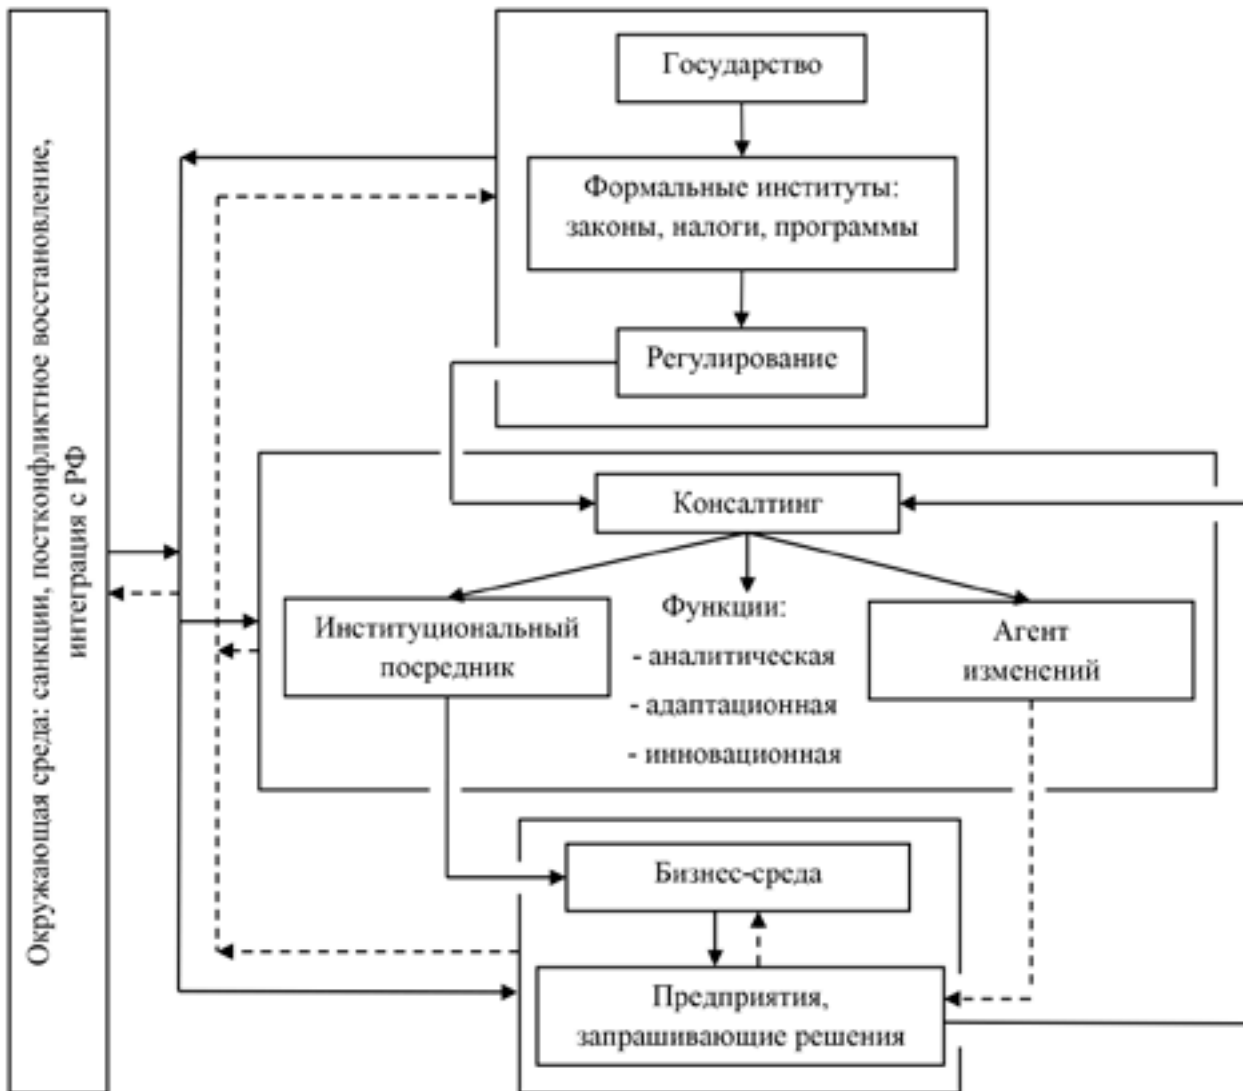 Окружающая среда: санкции, постконфликтное восстановление,
интеграция с РФ
Государство
Формальные институты:
законы, налоги, программы
Регулирование
Консалтинг
Институциональный
посредник
Функции:
- аналитическая
- адаптационная
- инновационная
Агент
изменений
Бизнес-среда
Предприятия,
запрашивающие решения